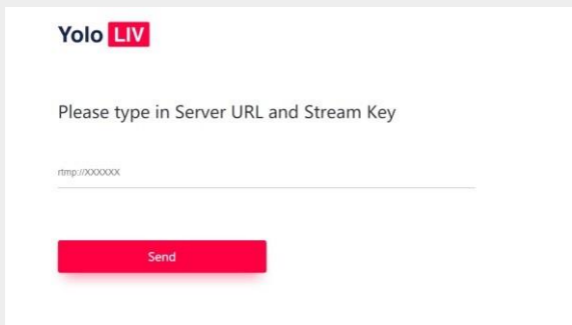 Yolo LIV
Please type in Server URL and Stream Key
rtmp://XXXXXX
Send